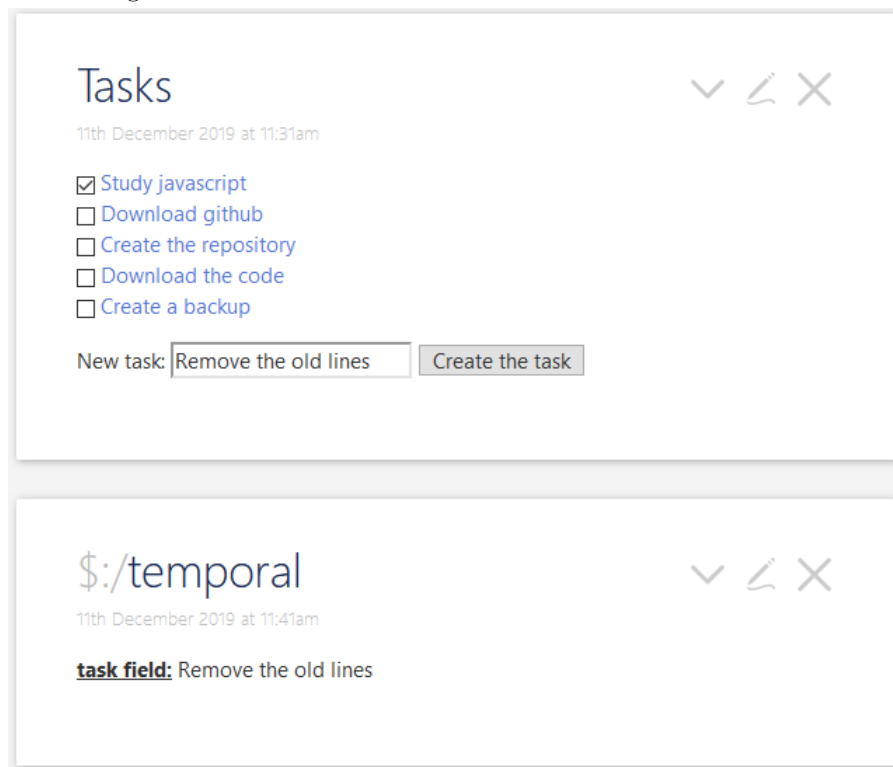 Tasks
11th December 2019 at 11:31am
Study javascript
Download github
Create the repository
Download the code
Create a backup
New task: Remove the old lines Create the task
$:/temporal
11th December 2019 at 11:41am
task field: Remove the old lines